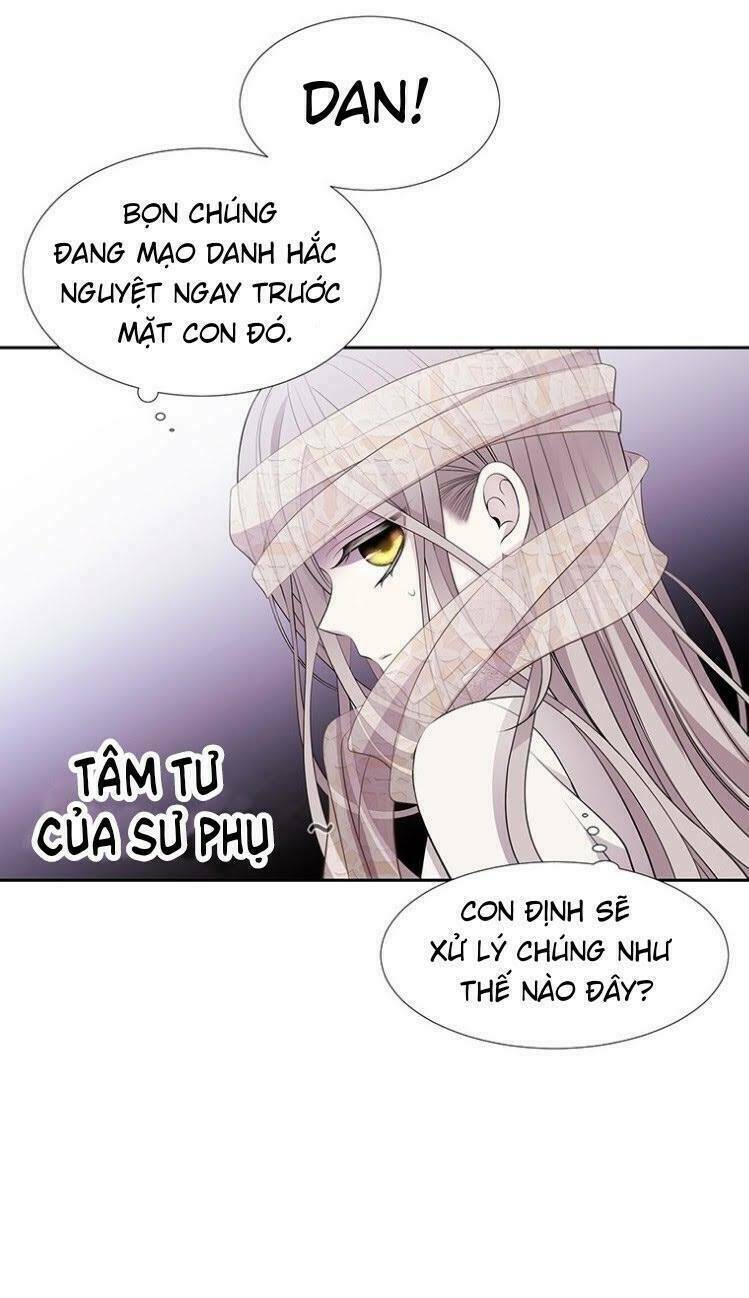 DAN!
BỌN CHÚNG
ĐANG MẠO DANH HẮC
NGUYỆT NGAY TRƯỚC
MẶT CON ĐÓ.
TÂM TƯ
CỦA SƯ PHỤ
~
CON ĐỊNH SẼ
XỬ LÝ CHÚNG NHƯ
THẾ NÀO ĐÂY?